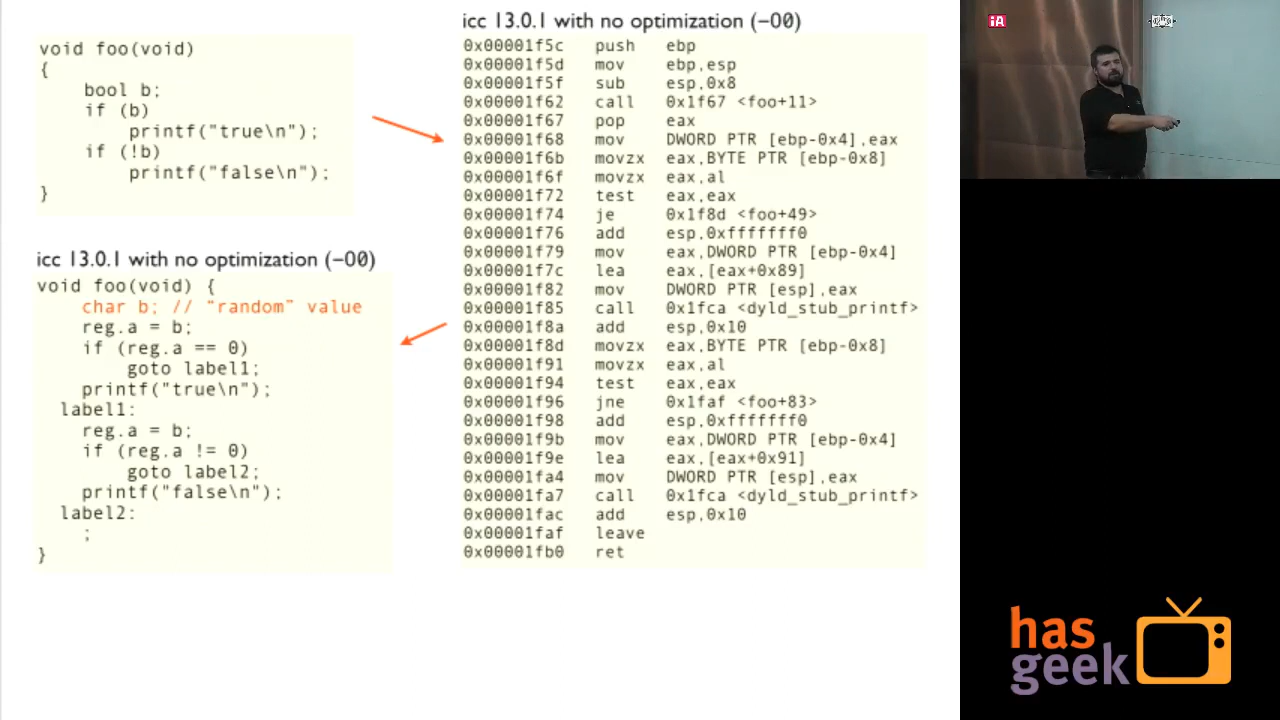 void foo(void)
{
    bool b;
    if (b)
        printf("true\n");
    if (!b)
        printf("false\n");
}
icc 13.0.1 with no optimization (-O0)
void foo(void) {
    char b; // "random" value
    reg.a = b;
    if (reg.a == 0)
        goto label1;
    printf("true\n");
  label1:
    reg.a = b;
    if (reg.a != 0)
        goto label2;
    printf("false\n");
  label2:
    ;
}
icc 13.0.1 with no optimization (-O0)
0x00001f5c push ebp
0x00001f5d mov ebp,esp
0x00001f5f sub esp,0x8
0x00001f62 call 0x1f67 <foo+11>
0x00001f67 pop eax
0x00001f68 mov DWORD PTR [ebp-0x4],eax
0x00001f6b movzx eax,BYTE PTR [ebp-0x8]
0x00001f6f movzx eax,al
0x00001f72 test eax,eax
0x00001f74 je 0x1f8d <foo+49>
0x00001f76 add esp,0xfffffff0
0x00001f79 mov eax,DWORD PTR [ebp-0x4]
0x00001f7c lea eax,[eax+0x89]
0x00001f82 mov DWORD PTR [esp],eax
0x00001f85 call 0x1fca <dyld_stub_printf>
0x00001f8a add esp,0x10
0x00001f8d movzx eax,BYTE PTR [ebp-0x8]
0x00001f91 movzx eax,al
0x00001f94 test eax,eax
0x00001f96 jne 0x1faf <foo+83>
0x00001f98 add esp,0xfffffff0
0x00001f9b mov eax,DWORD PTR [ebp-0x4]
0x00001f9e lea eax,[eax+0x91]
0x00001fa4 mov DWORD PTR [esp],eax
0x00001fa7 call 0x1fca <dyld_stub_printf>
0x00001fac add esp,0x10
0x00001faf leave
0x00001fb0 ret
iA
has
geek